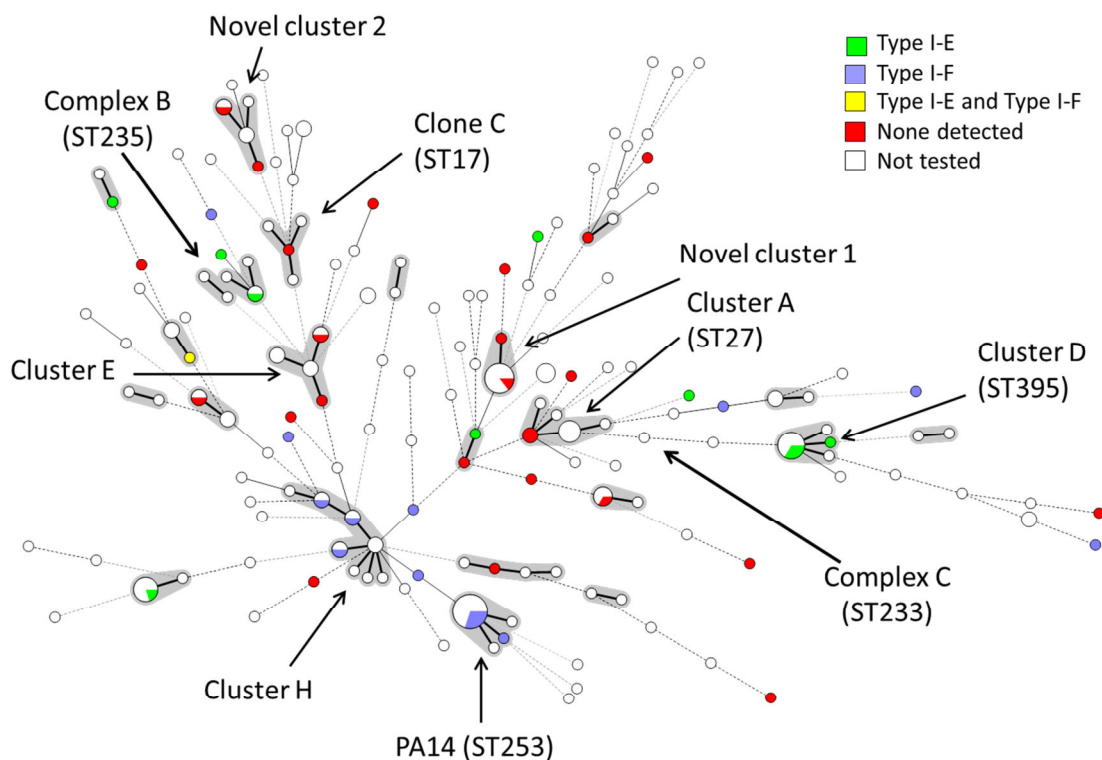 Novel cluster 2
Complex B
(ST235)
Clone C
(ST17)
Type I-E
Type I-F
Type I-E and Type I-F
None detected
Not tested
Novel cluster 1
Cluster A
(ST27)
Cluster D
(ST395)
Cluster E
Complex C
(ST233)
Cluster H
PA14 (ST253)